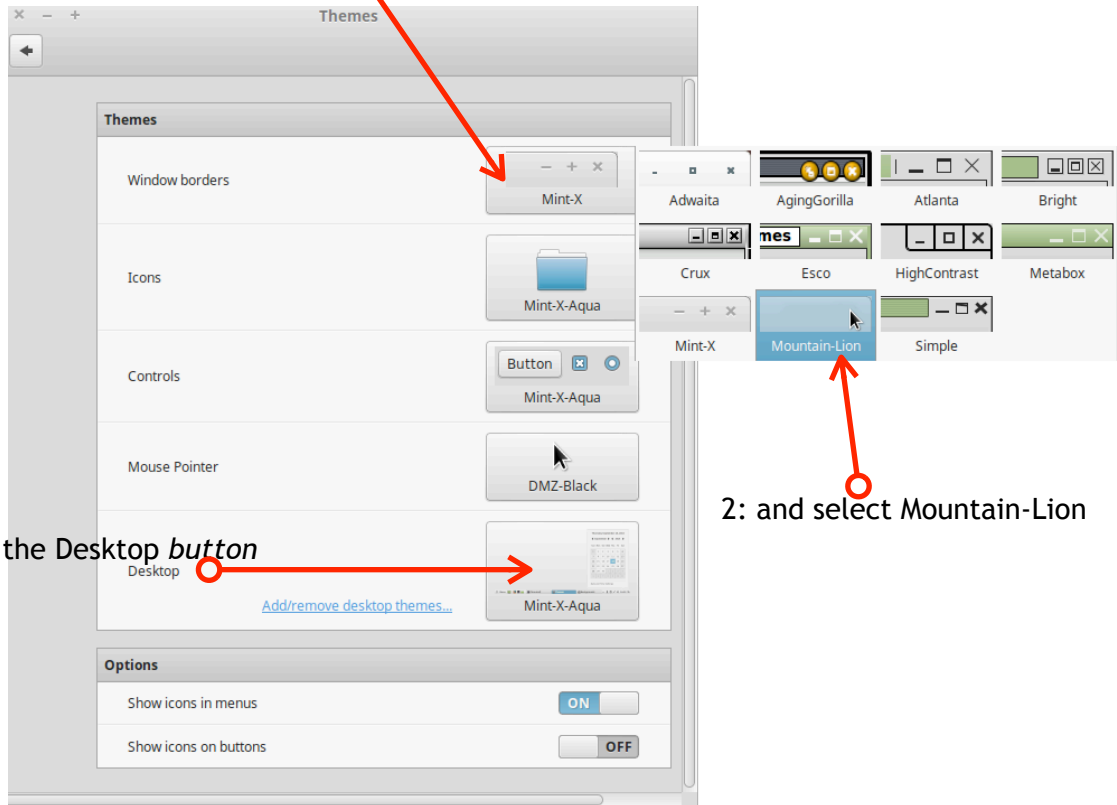 Themes
Themes
Window borders
Mint-X
Adwaita
AgingGorilla
Atlanta
Bright
mes
Crux
Esco
HighContrast
Metabox
Mint-X
Mountain-Lion
Simple
Icons
Mint-X-Aqua
Controls
Button
Mint-X-Aqua
Mouse Pointer
DMZ-Black
2: and select Mountain-Lion
the Desktop button
Desktop
Add/remove desktop themes...
Mint-X-Aqua
Options
Show icons in menus
ON
Show icons on buttons
OFF